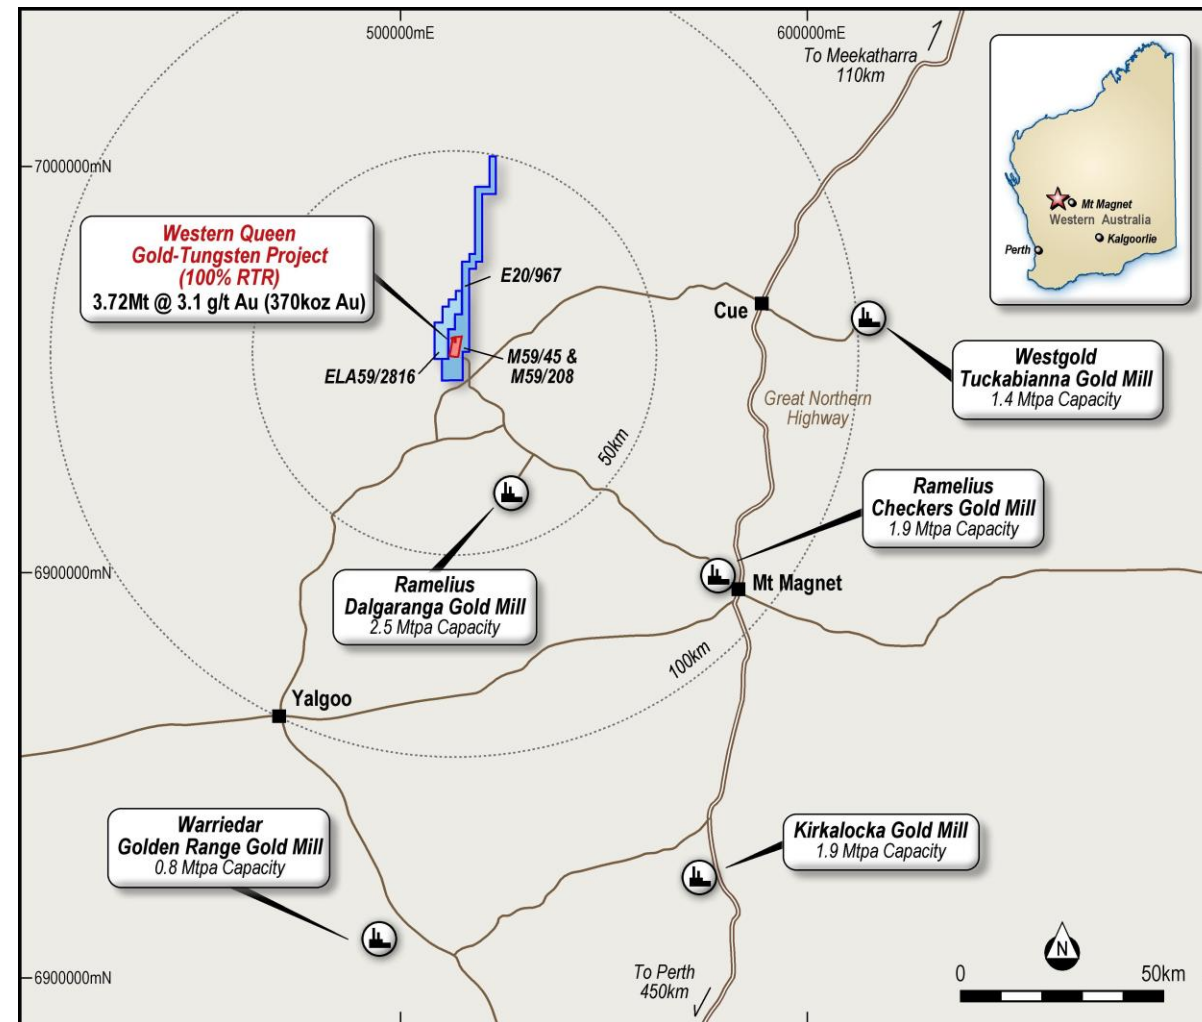 500000mE
600000mE
To Meekatharra
110km
7000000mN
Mt Magnet
Western Australia
Kalgoorlie
Perth
Western Queen
Gold-Tungsten Project
(100% RTR)
3.72Mt @ 3.1 g/t Au (370koz Au)
E20/967
Cue
ELA59/2816
M59/45 &
M59/208
Westgold
Tuckabianna Gold Mill
1.4 Mtpa Capacity
Great Northern
Highway
50km
Ramelius
Checkers Gold Mill
1.9 Mtpa Capacity
6900000mN
Ramelius
Dalgaranga Gold Mill
2.5 Mtpa Capacity
Mt Magnet
100km
Yalgoo
Warriedar
Golden Range Gold Mill
0.8 Mtpa Capacity
Kirkalocka Gold Mill
1.9 Mtpa Capacity
N
6900000mN
To Perth
450km
0
50km